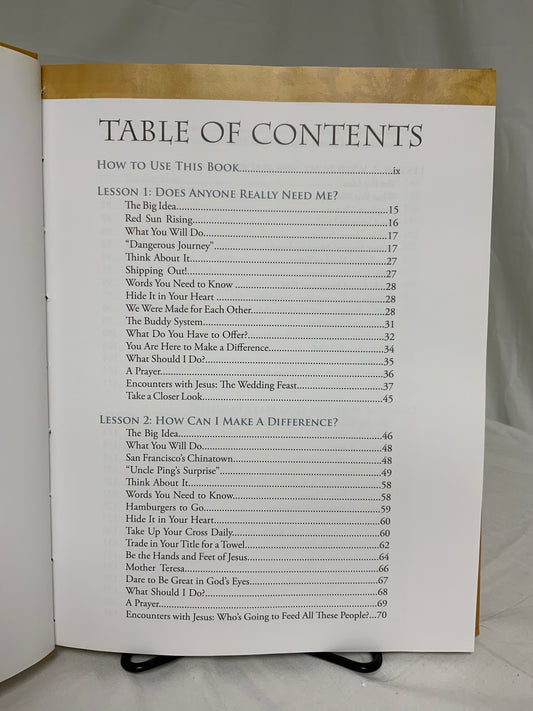 TABLE OF CONTENTS
HOW TO USE THIS BOOK...ix
LESSON 1: DOES ANYONE REALLY NEED ME?
The Big Idea...15
Red Sun Rising...16
What You Will Do...17
“Dangerous Journey”...17
Think About It...27
Shipping Out!...27
Words You Need to Know...28
Hide It in Your Heart...28
We Were Made for Each Other...28
The Buddy System...31
What Do You Have to Offer?...32
You Are Here to Make a Difference...34
What Should I Do?...35
A Prayer...36
Encounters with Jesus: The Wedding Feast...37
Take a Closer Look...45
LESSON 2: HOW CAN I MAKE A DIFFERENCE?
The Big Idea...46
What You Will Do...48
San Francisco’s Chinatown...48
“Uncle Ping’s Surprise”...49
Think About It...58
Words You Need to Know...58
Hamburgers to Go...59
Hide It in Your Heart...60
Take Up Your Cross Daily...60
Trade in Your Title for a Towel...62
Be the Hands and Feet of Jesus...64
Mother Teresa...66
Dare to Be Great in God’s Eyes...67
What Should I Do?...68
A Prayer...69
Encounters with Jesus: Who’s Going to Feed All These People?...70